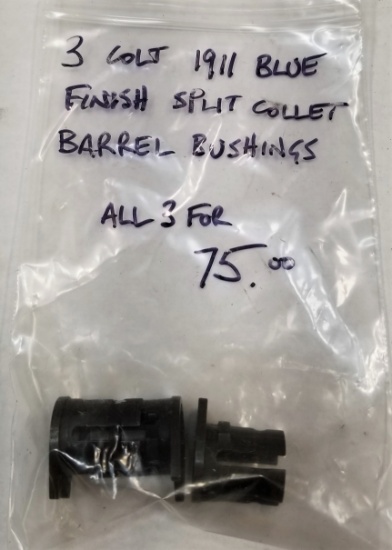 3 COLT 1911 BLUE
FINISH SPLIT COLLET
BARREL BUSHINGS
ALL 3 FOR
75.00